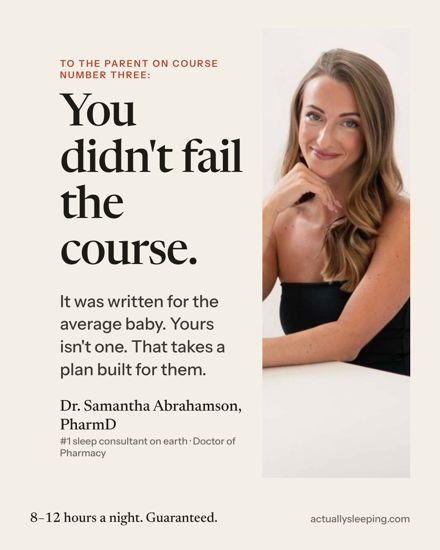 TO THE PARENT ON COURSE
NUMBER THREE:
You
didn't fail
the
course.
It was written for the
average baby. Yours
isn't one. That takes a
plan built for them.
Dr. Samantha Abrahamson,
PharmD
#1 sleep consultant on earth · Doctor of
Pharmacy
8–12 hours a night. Guaranteed.
actuallysleeping.com